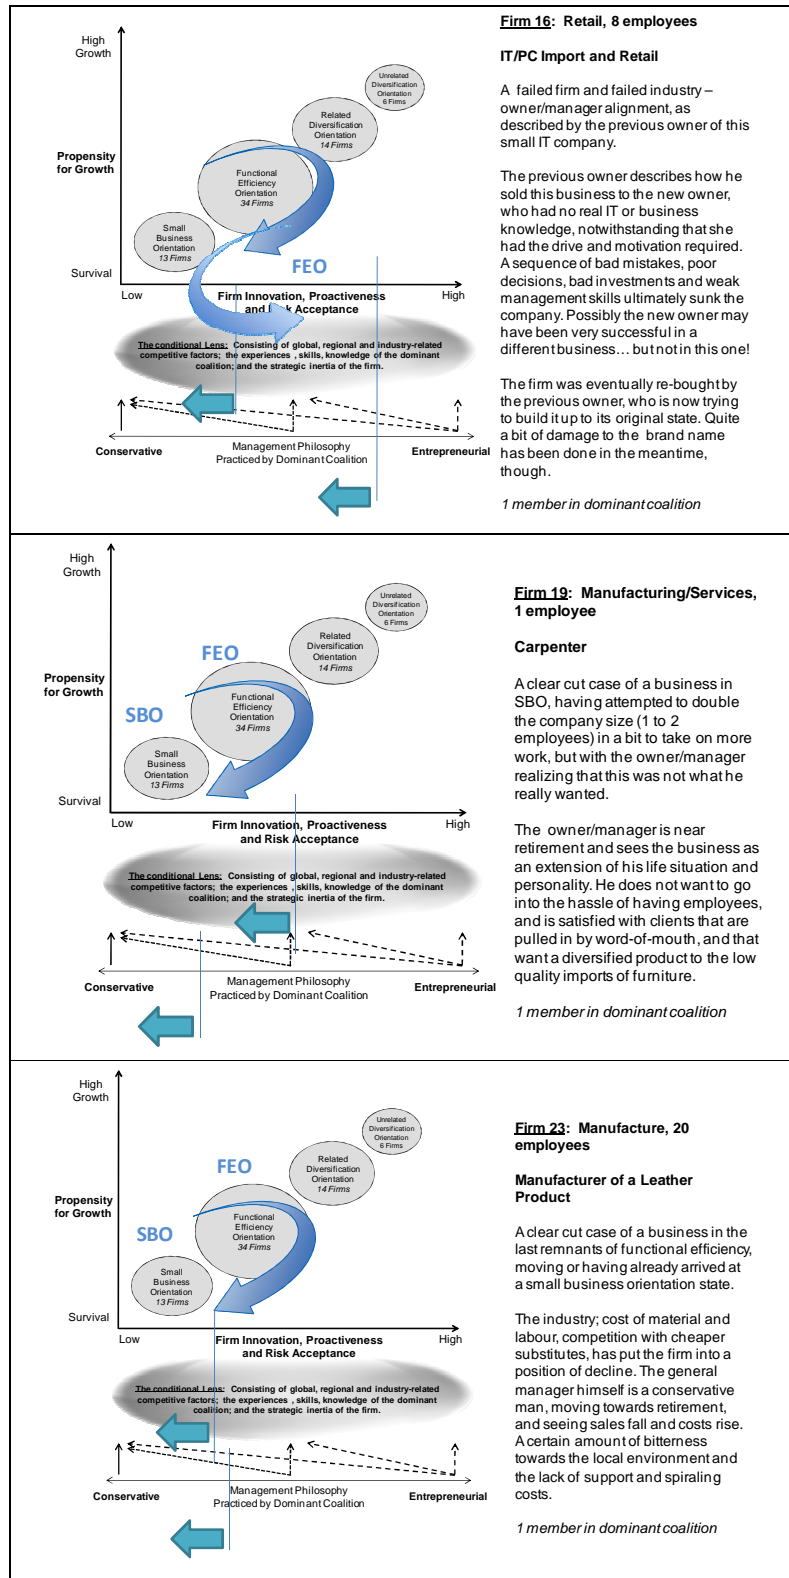 High
Growth
Unrelated
Diversification
Orientation
6 Firms
Related
Diversification
Orientation
14 Firms
Propensity
for Growth
Functional
Efficiency
Orientation
34 Firms
Small
Business
Orientation
13 Firms
FEO
Survival
Low
Firm Innovation, Proactiveness
and Risk Acceptance
High
The conditional Lens: Consisting of global, regional and industry-related
competitive factors; the experiences , skills, knowledge of the dominant
coalition; and the strategic inertia of the firm.
Conservative
Management Philosophy
Practiced by Dominant Coalition
Entrepreneurial
Firm 16: Retail, 8 employees
IT/PC Import and Retail
A failed firm and failed industry –
owner/manager alignment, as
described by the previous owner of this
small IT company.
The previous owner describes how he
sold this business to the new owner,
who had no real IT or business
knowledge, notwithstanding that she
had the drive and motivation required.
A sequence of bad mistakes, poor
decisions, bad investments and weak
management skills ultimately sunk the
company. Possibly the new owner may
have been very successful in a
different business… but not in this one!
The firm was eventually re-bought by
the previous owner, who is now trying
to build it up to its original state. Quite
a bit of damage to the brand name
has been done in the meantime,
though.
1 member in dominant coalition
High
Growth
Unrelated
Diversification
Orientation
6 Firms
Related
Diversification
Orientation
14 Firms
FEO
Propensity
for Growth
Functional
Efficiency
Orientation
34 Firms
SBO
Small
Business
Orientation
13 Firms
Survival
Low
Firm Innovation, Proactiveness
and Risk Acceptance
High
The conditional Lens: Consisting of global, regional and industry-related
competitive factors; the experiences , skills, knowledge of the dominant
coalition; and the strategic inertia of the firm.
Conservative
Management Philosophy
Practiced by Dominant Coalition
Entrepreneurial
Firm 19: Manufacturing/Services,
1 employee
Carpenter
A clear cut case of a business in
SBO, having attempted to double
the company size (1 to 2
employees) in a bit to take on more
work, but with the owner/manager
realizing that this was not what he
really wanted.
The owner/manager is near
retirement and sees the business as
an extension of his life situation and
personality. He does not want to go
into the hassle of having employees,
and is satisfied with clients that are
pulled in by word-of-mouth, and that
want a diversified product to the low
quality imports of furniture.
1 member in dominant coalition
High
Growth
Unrelated
Diversification
Orientation
6 Firms
Related
Diversification
Orientation
14 Firms
FEO
Propensity
for Growth
Functional
Efficiency
Orientation
34 Firms
SBO
Small
Business
Orientation
13 Firms
Survival
Low
Firm Innovation, Proactiveness
and Risk Acceptance
High
The conditional Lens: Consisting of global, regional and industry-related
competitive factors; the experiences , skills, knowledge of the dominant
coalition; and the strategic inertia of the firm.
Conservative
Management Philosophy
Practiced by Dominant Coalition
Entrepreneurial
Firm 23: Manufacture, 20
employees
Manufacturer of a Leather
Product
A clear cut case of a business in the
last remnants of functional efficiency,
moving or having already arrived at
a small business orientation state.
The industry; cost of material and
labour, competition with cheaper
substitutes, has put the firm into a
position of decline. The general
manager himself is a conservative
man, moving towards retirement,
and seeing sales fall and costs rise.
A certain amount of bitterness
towards the local environment and
the lack of support and spiraling
costs.
1 member in dominant coalition